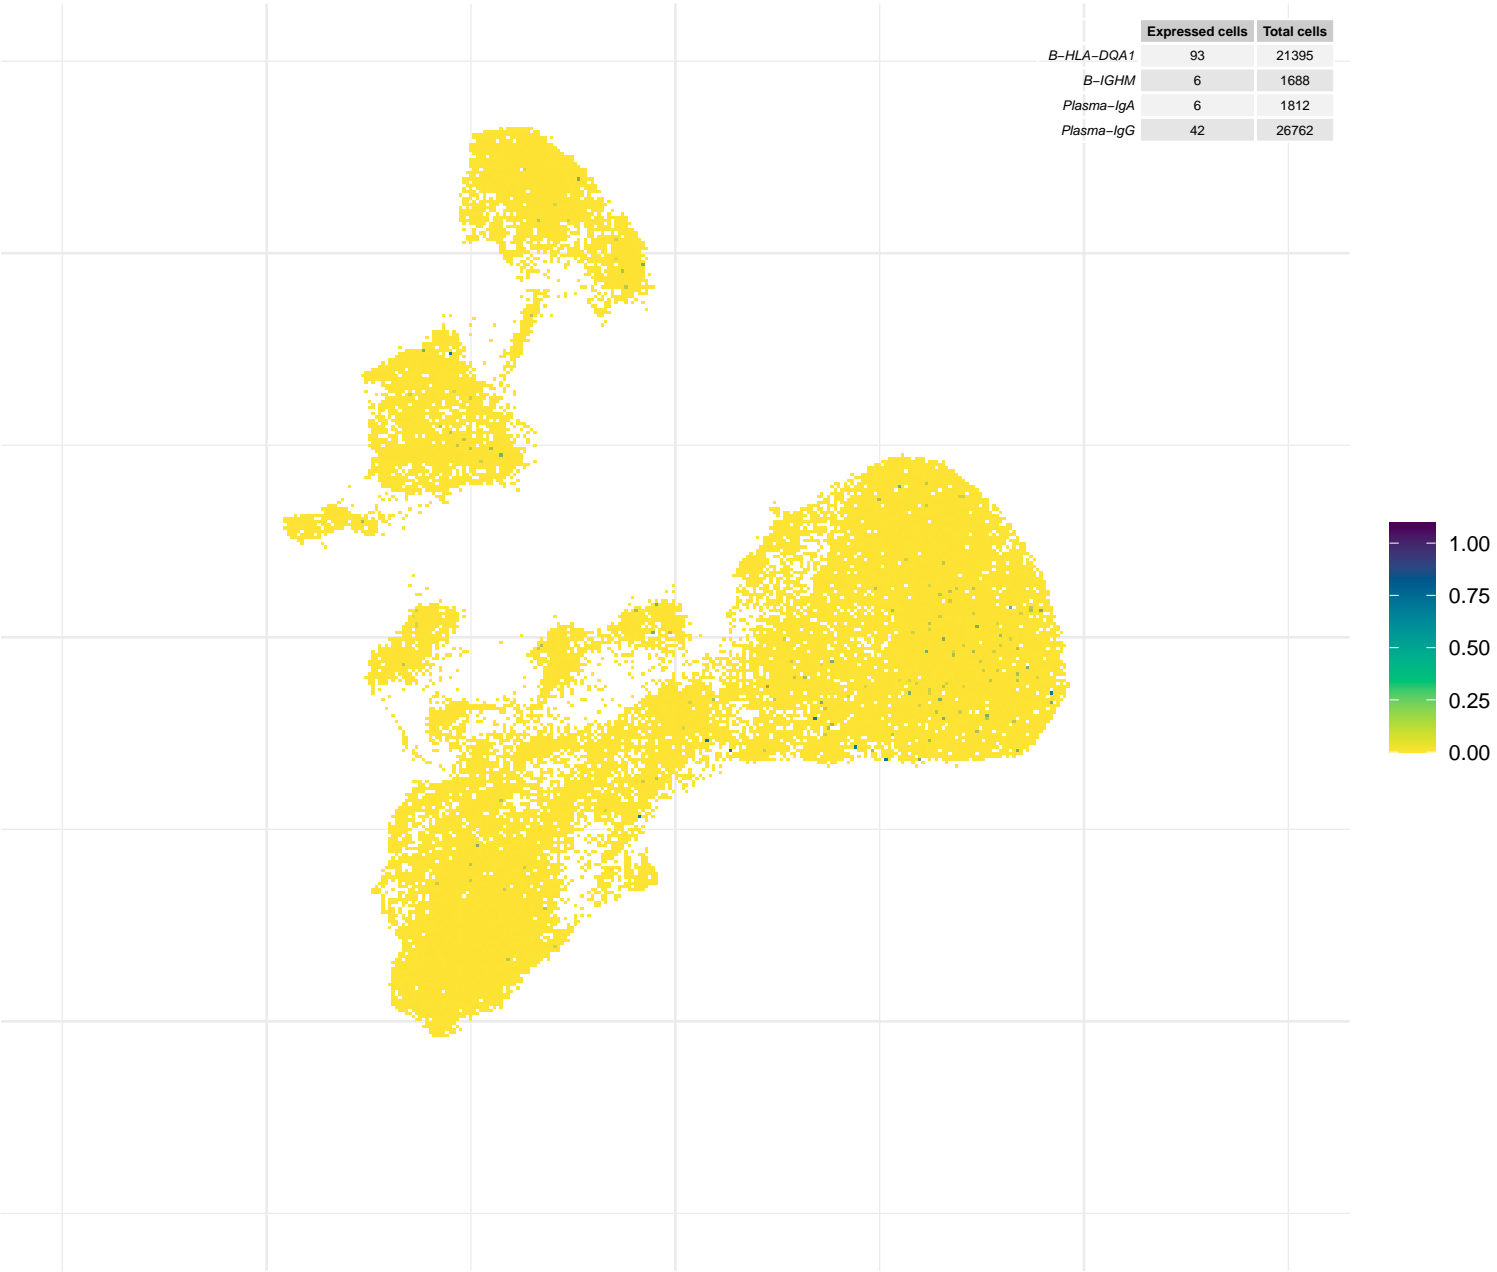 Expressed cells Total cells
B−HLA−DQA1 93 21395
B−IGHM 6 1688
Plasma−IgA 6 1812
Plasma−IgG 42 26762
1.00
0.75
0.50
0.25
0.00